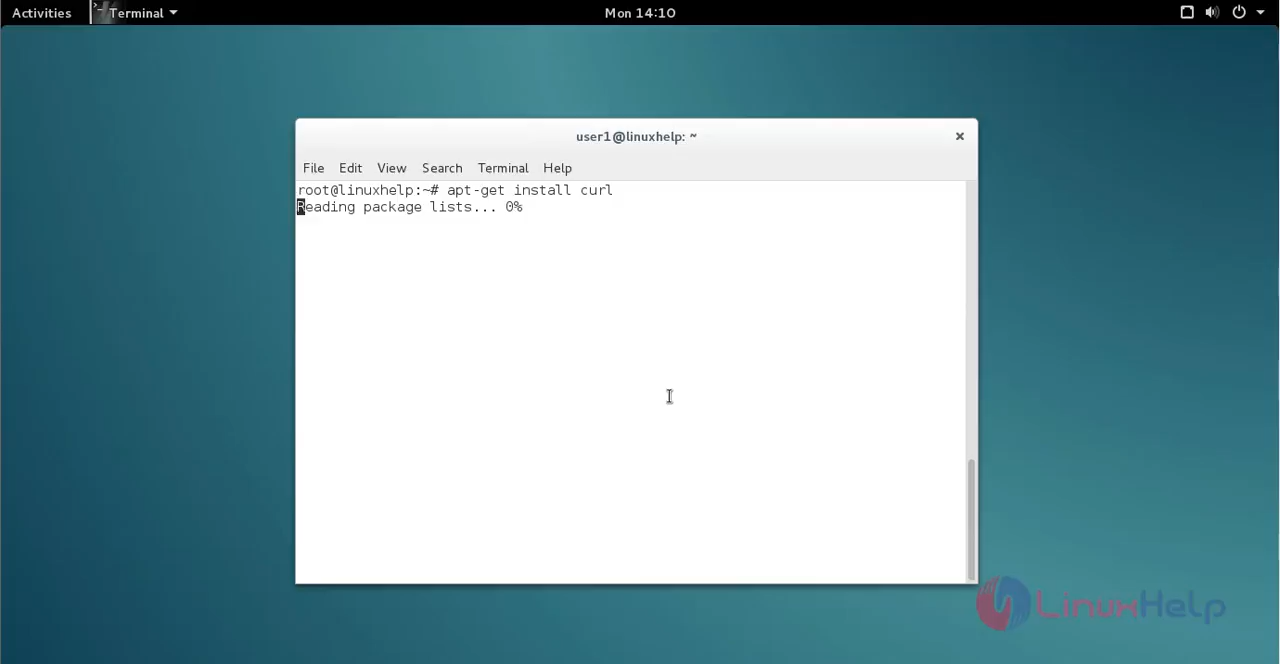 Activities Terminal Mon 14:10
user1@linuxhelp: ~
File Edit View Search Terminal Help
root@linuxhelp:~# apt-get install curl
Reading package lists... 0%
LinuxHelp